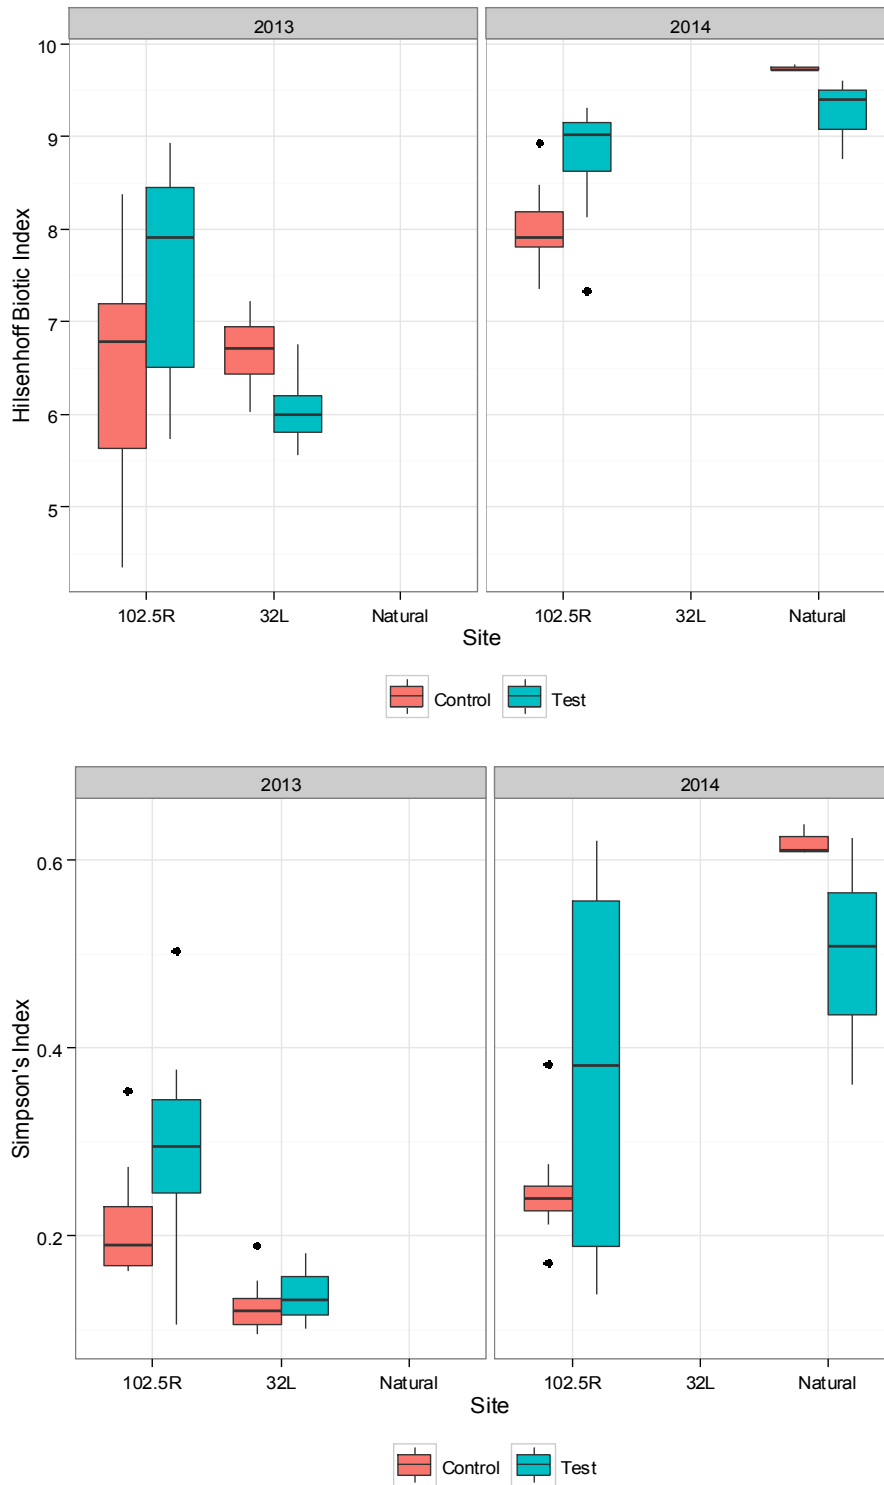 2013 2014
10
9
8
7
6
5
Hilsenhoff Biotic Index
102.5R 32L Natural 102.5R 32L Natural
Site
Control Test
2013 2014
0.6
0.4
0.2
Simpson's Index
102.5R 32L Natural 102.5R 32L Natural
Site
Control Test